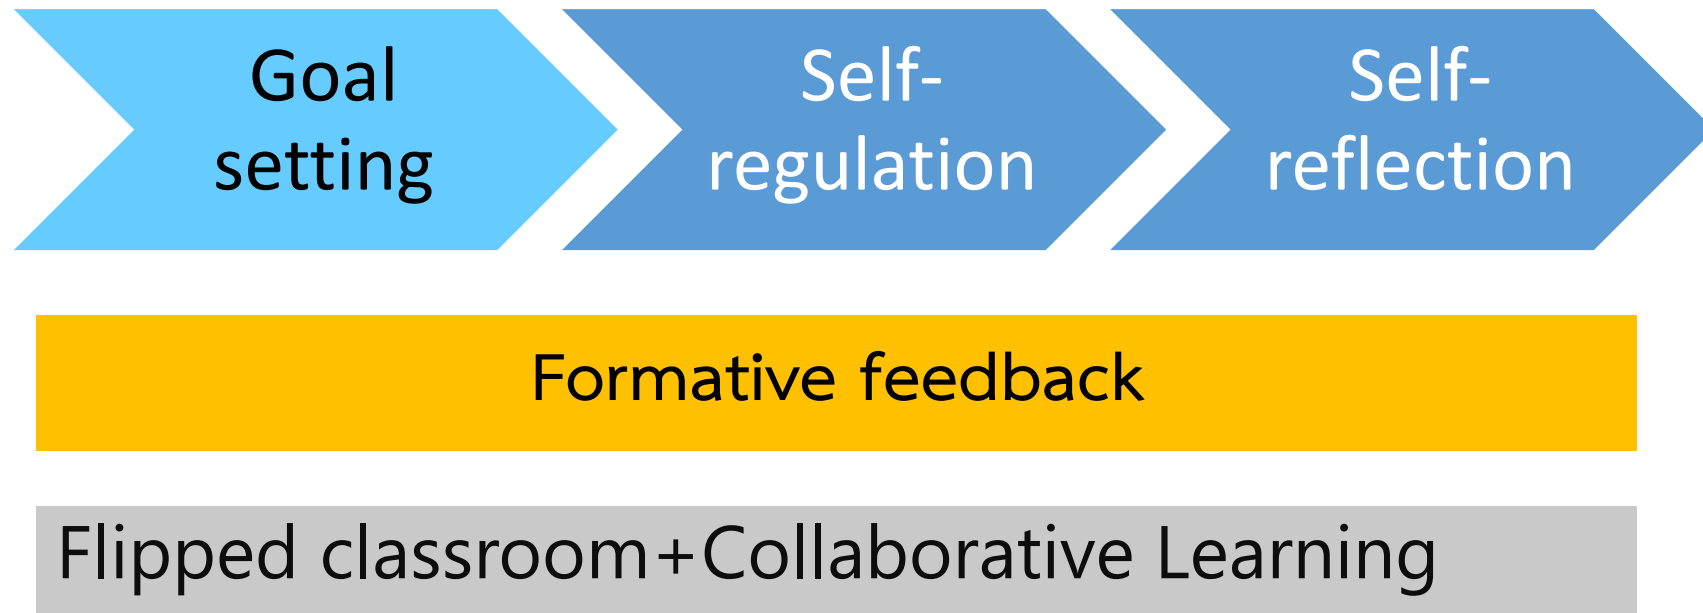 Goal
setting
Self-
regulation
Self-
reflection
Formative feedback
Flipped classroom+Collaborative Learning